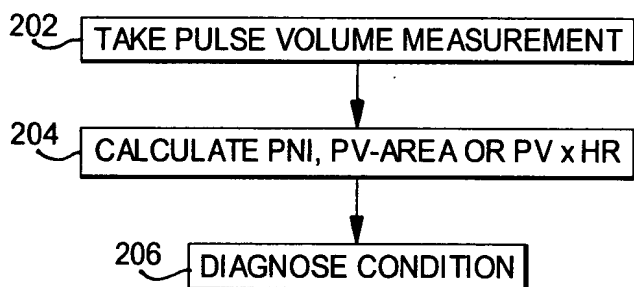 202 TAKE PULSE VOLUME MEASUREMENT
204 CALCULATE PNI, PV-AREA OR PV x HR
206 DIAGNOSE CONDITION